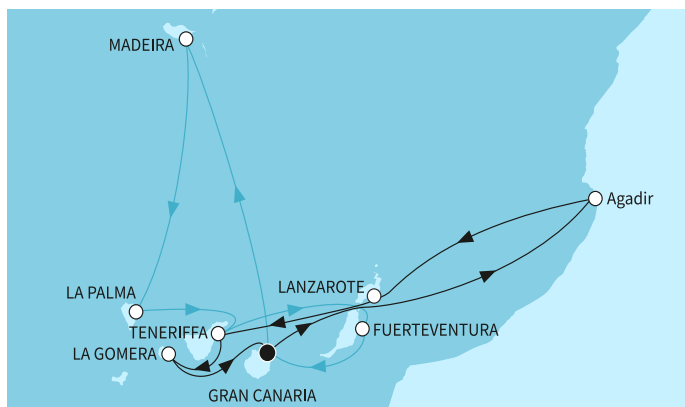 MADEIRA
Agadir
LANZAROTE
LA PALMA
FUERTEVENTURA
TENERIFFA
LA GOMERA
GRAN CANARIA